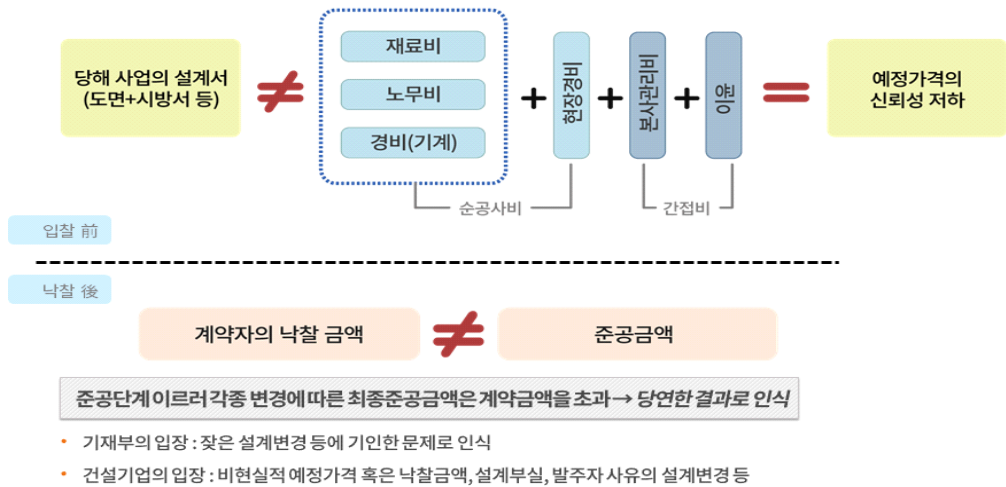 당해 사업의 설계서
(도면+시방서 등)
≠
재료비
노무비
경비(기계)
+
현장경비
+
본사관리비
+
이윤
=
예정가격의
신뢰성 저하
순공사비
간접비
입찰 前
낙찰 後
계약자의 낙찰 금액
≠
준공금액
준공단계 이르러 각종 변경에 따른 최종준공금액은 계약금액을 초과 → 당연한 결과로 인식
• 기재부의 입장 : 잦은 설계변경 등에 기인한 문제로 인식
• 건설기업의 입장 : 비현실적 예정가격 혹은 낙찰금액, 설계부실, 발주자 사유의 설계변경 등